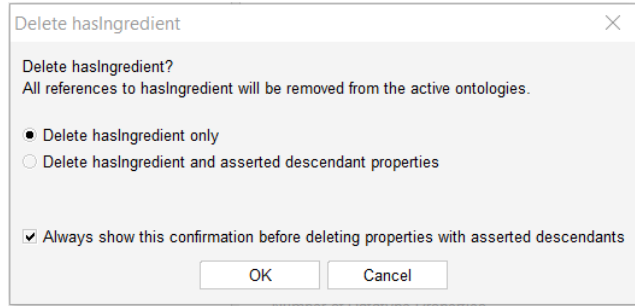 Delete hasIngredient
Delete hasIngredient?
All references to hasIngredient will be removed from the active ontologies.
Delete hasIngredient only
Delete hasIngredient and asserted descendant properties
Always show this confirmation before deleting properties with asserted descendants
OK
Cancel